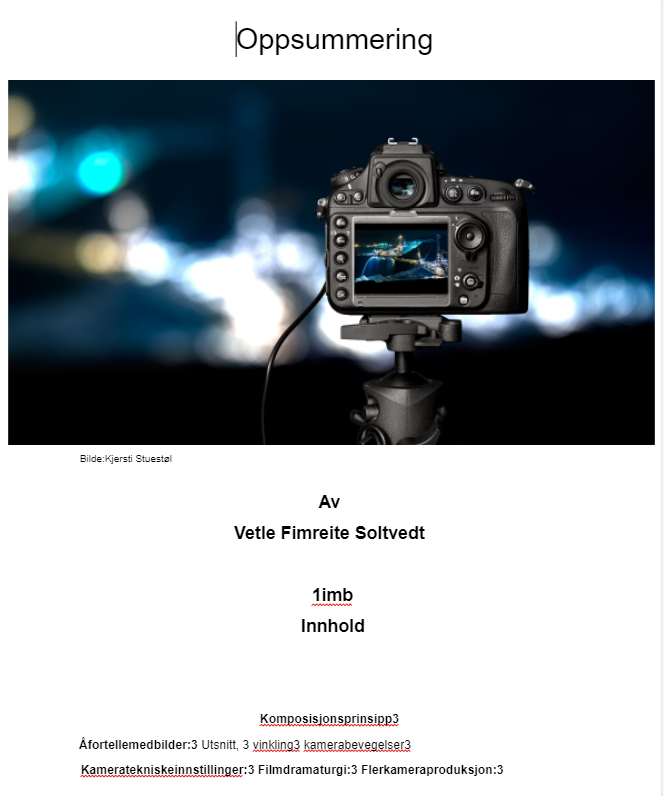 Oppsummering
Bilde:Kjersti Stuestøl
Av
Vetle Fimreite Soltvedt
1imb
Innhold
Komposisjonsprinsipp3
Åfortellemedbilder:3 Utsnitt, 3 vinkling3 kamerabevegelser3
Kameratekniskeinnstillinger:3 Filmdramaturgi:3 Flerkameraproduksjon:3